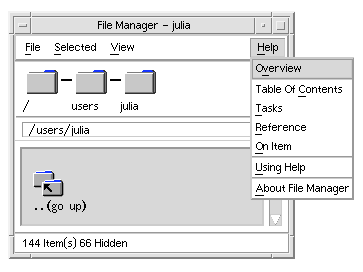 File Manager - julia
File Selected View Help
Overview
Table Of Contents
Tasks
Reference
On Item
Using Help
About File Manager
/ users julia
/users/julia
..(go up)
144 Item(s) 66 Hidden